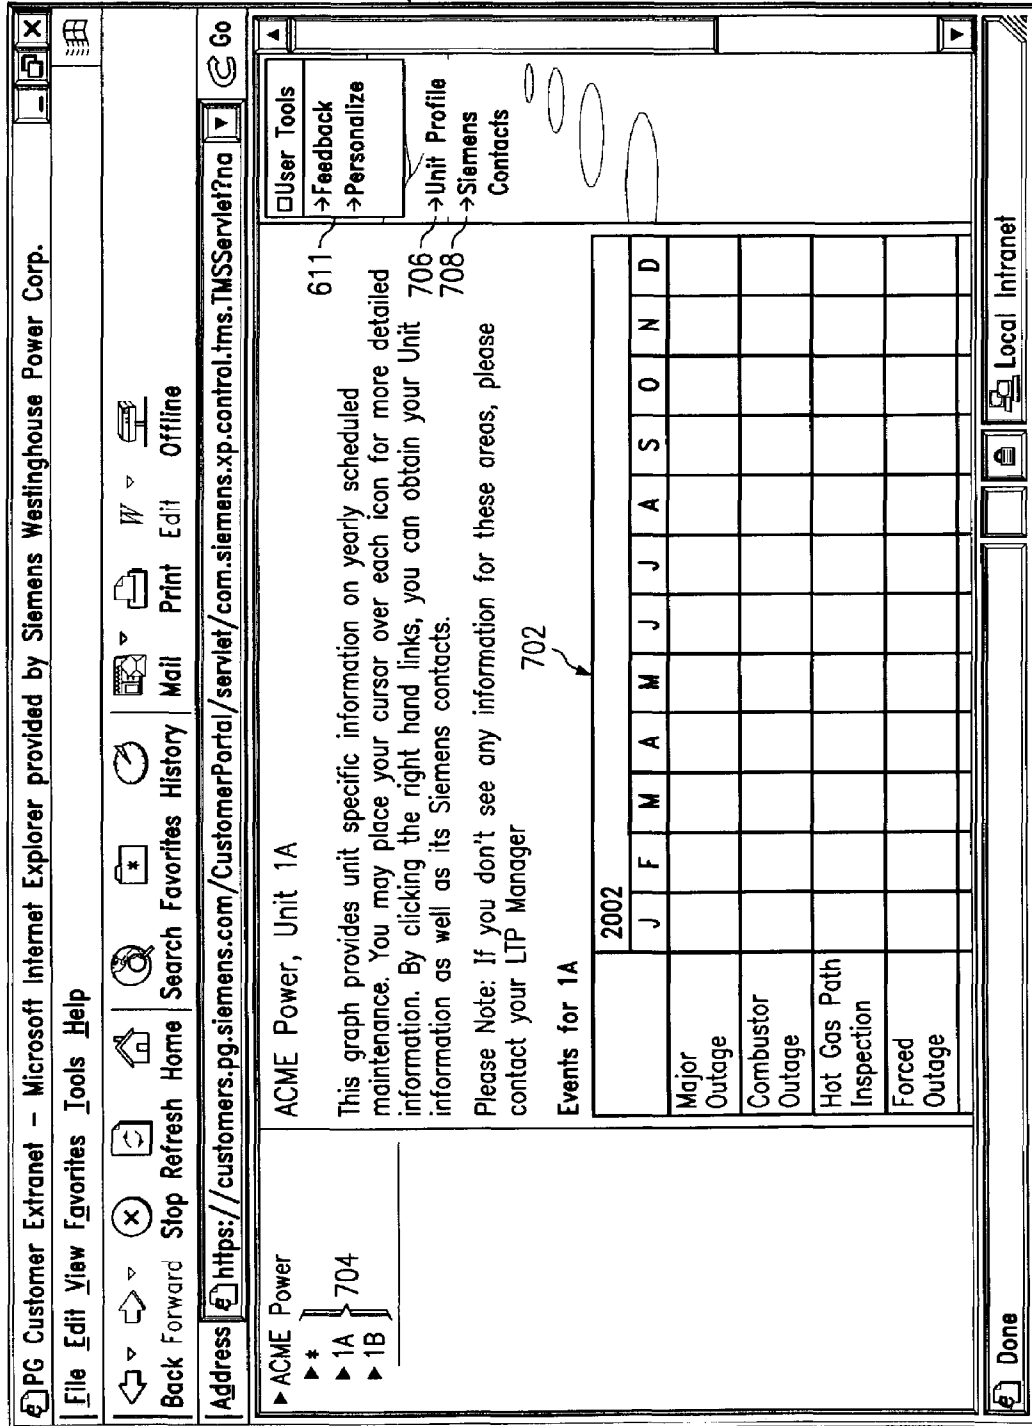 PG Customer Extranet – Microsoft Internet Explorer provided by Siemens Westinghouse Power Corp.
File Edit View Favorites Tools Help
Back Forward Stop Refresh Home Search Favorites History Mail Print Edit Offline
Address https://customers.pg.siemens.com/CustomerPortal/servlet/com.siemens.xp.control.tms.TMSServlet?na Go
ACME Power
*
1A
1B
704
ACME Power, Unit 1A
This graph provides unit specific information on yearly scheduled
maintenance. You may place your cursor over each icon for more detailed
information. By clicking the right hand links, you can obtain your Unit
information as well as its Siemens contacts.
Please Note: If you don't see any information for these areas, please
contact your LTP Manager
702
Events for 1A
2002
J F M A M J J A S O N D
Major
Outage
Combustor
Outage
Hot Gas Path
Inspection
Forced
Outage
User Tools
→Feedback
→Personalize
611
→Unit Profile
706
→Siemens
Contacts
708
Done
Local Intranet